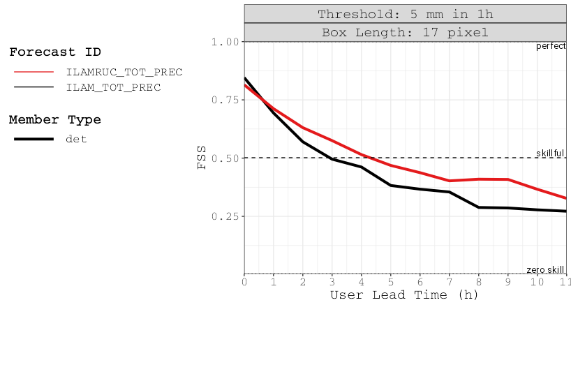 Threshold: 5 mm in 1h
Box Length: 17 pixel
Forecast ID
ILAMRUC_TOT_PREC
ILAM_TOT_PREC
Member Type
det
FSS
1.00
0.75
0.50
0.25
perfect
skillful
zero skill
0 1 2 3 4 5 6 7 8 9 10 11
User Lead Time (h)